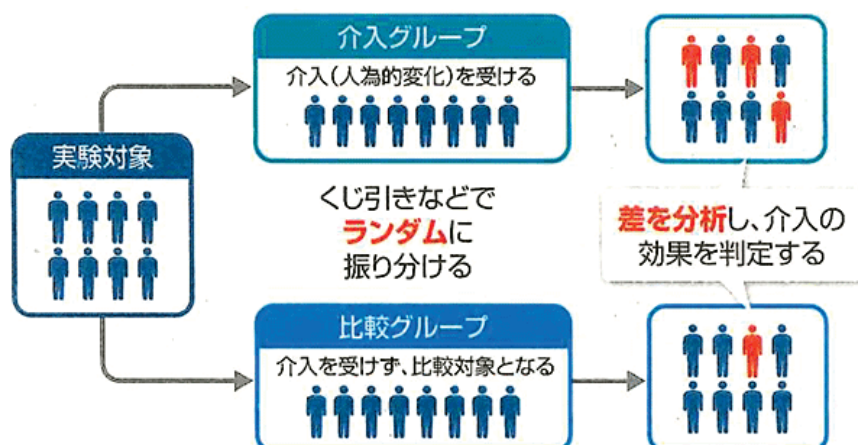 介入グループ
介入(人為的変化)を受ける
実験対象
くじ引きなどで
ランダムに
振り分ける
差を分析し、介入の
効果を判定する
比較グループ
介入を受けず、比較対象となる